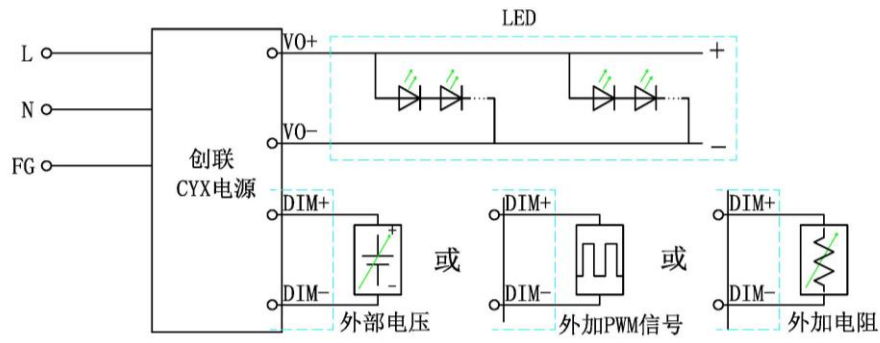 LED
L
VO+
+
N
VO-
—
FG
创联
CYX电源
DIM+
+
-
DIM-
外部电压
或
DIM+
DIM-
外加PWM信号
或
DIM+
DIM-
外加电阻